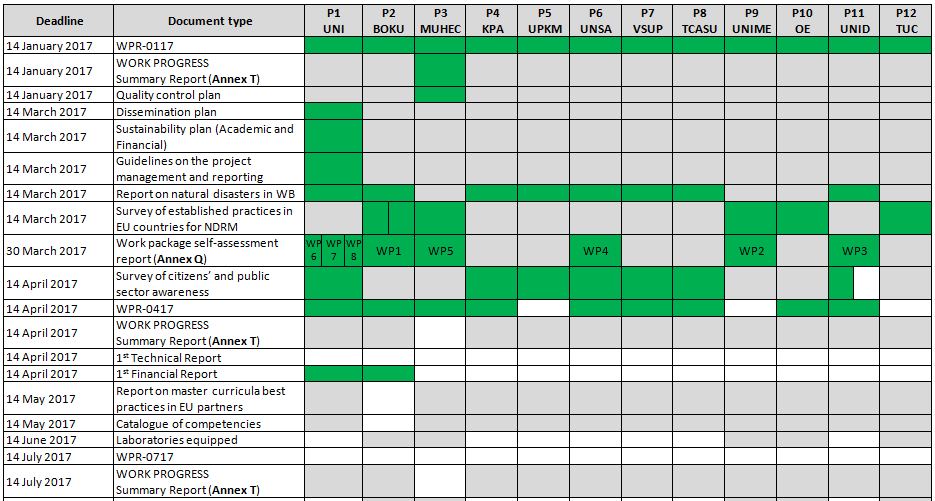 Deadline Document type P1 UNI P2 BOKU P3 MUHEC P4 KPA P5 UPKM P6 UNSA P7 VSUP P8 TCASU P9 UNIME P10 OE P11 UNID P12 TUC
14 January 2017 WPR-0117
14 January 2017 WORK PROGRESS
Summary Report (Annex T)
14 January 2017 Quality control plan
14 March 2017 Dissemination plan
14 March 2017 Sustainability plan (Academic and
Financial)
14 March 2017 Guidelines on the project
management and reporting
14 March 2017 Report on natural disasters in WB
14 March 2017 Survey of established practices in
EU countries for NDRM
30 March 2017 Work package self-assessment
report (Annex Q) WP 6 WP 7 WP 8 WP1 WP5 WP4 WP2 WP3
14 April 2017 Survey of citizens’ and public
sector awareness
14 April 2017 WPR-0417
14 April 2017 WORK PROGRESS
Summary Report (Annex T)
14 April 2017 1st Technical Report
14 April 2017 1st Financial Report
14 May 2017 Report on master curricula best
practices in EU partners
14 May 2017 Catalogue of competencies
14 June 2017 Laboratories equipped
14 July 2017 WPR-0717
14 July 2017 WORK PROGRESS
Summary Report (Annex T)